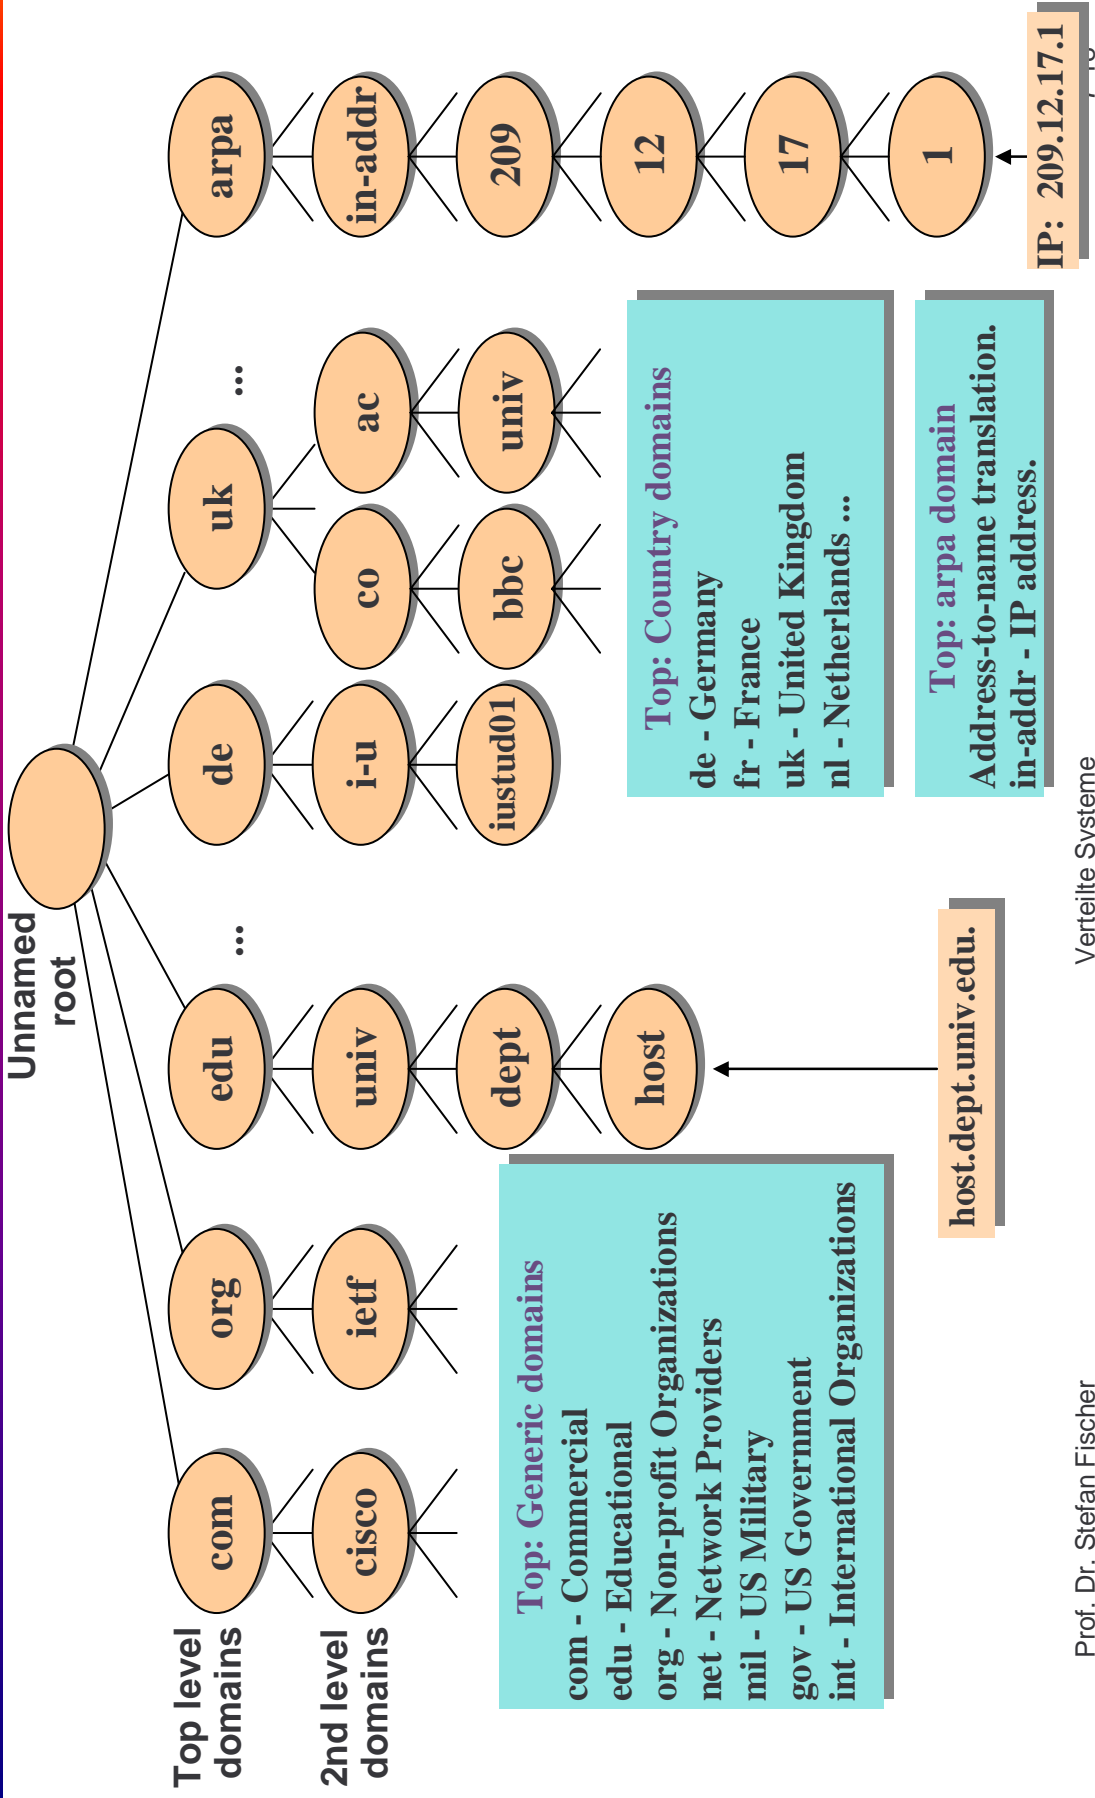 Unnamed
root
Top level
domains
com
org
edu
...
de
uk
...
arpa
2nd level
domains
cisco
ietf
univ
i-u
co
ac
in-addr
dept
iustud01
bbc
univ
209
host
12
17
1
Top: Generic domains
com - Commercial
edu - Educational
org - Non-profit Organizations
net - Network Providers
mil - US Military
gov - US Government
int - International Organizations
Top: Country domains
de - Germany
fr - France
uk - United Kingdom
nl - Netherlands ...
Top: arpa domain
Address-to-name translation.
in-addr - IP address.
host.dept.univ.edu.
IP: 209.12.17.1
Prof. Dr. Stefan Fischer
Verteilte Systeme